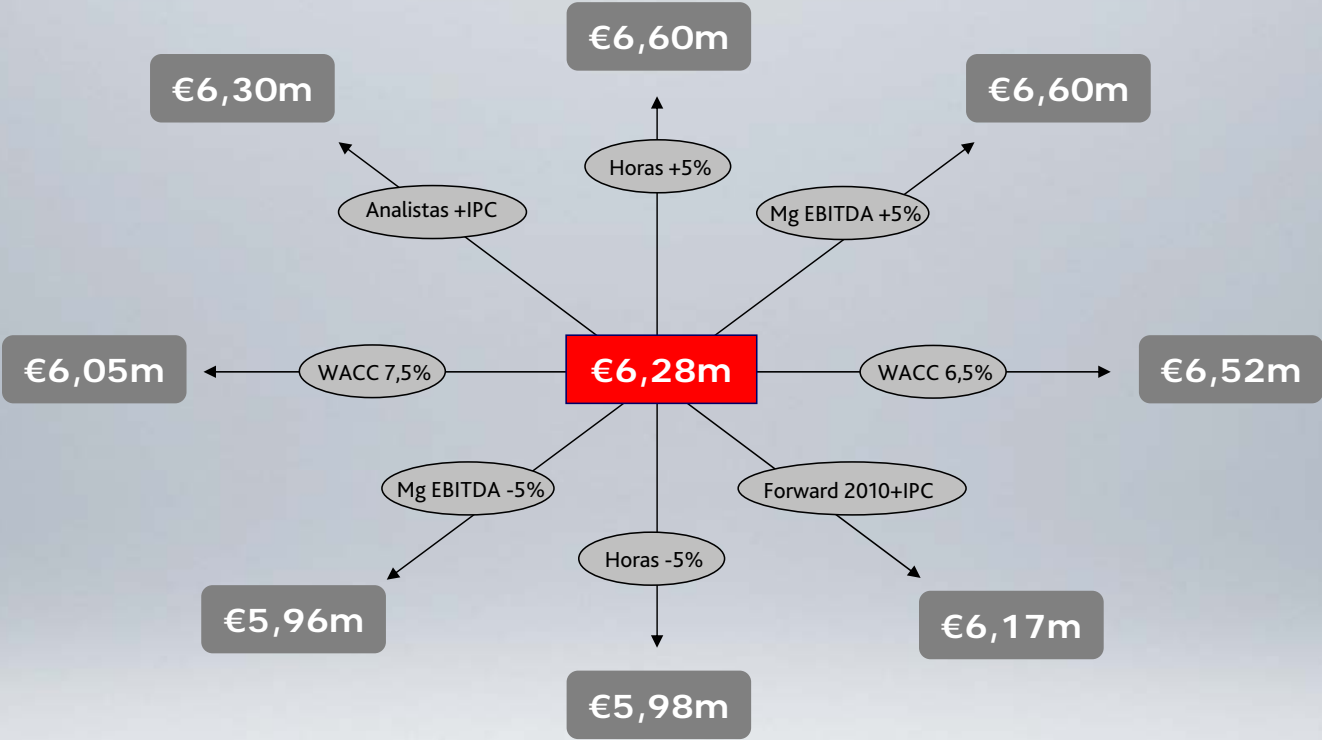 €6,60m
€6,30m
€6,60m
Horas +5%
Analistas +IPC
Mg EBITDA +5%
€6,05m
WACC 7,5%
€6,28m
WACC 6,5%
€6,52m
Mg EBITDA -5%
Forward 2010+IPC
Horas -5%
€5,96m
€6,17m
€5,98m